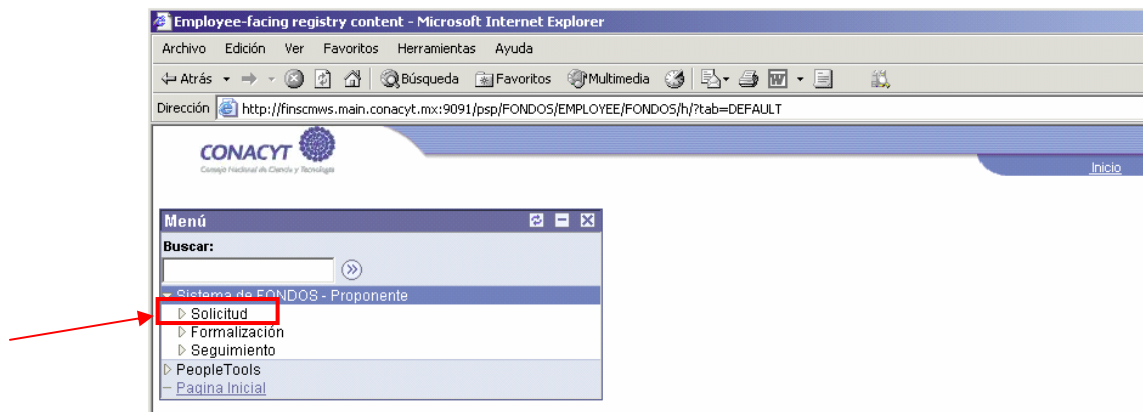 Employee-facing registry content - Microsoft Internet Explorer
Archivo Edición Ver Favoritos Herramientas Ayuda
Atrás Búsqueda Favoritos Multimedia
Dirección http://finscmws.main.conacyt.mx:9091/psp/FONDOS/EMPLOYEE/FONDOS/h/?tab=DEFAULT
CONACYT
Consejo Nacional de Ciencia y Tecnología
Inicio
Menú
Buscar:
Sistema de FONDOS - Proponente
Solicitud
Formalización
Seguimiento
PeopleTools
Pagina Inicial